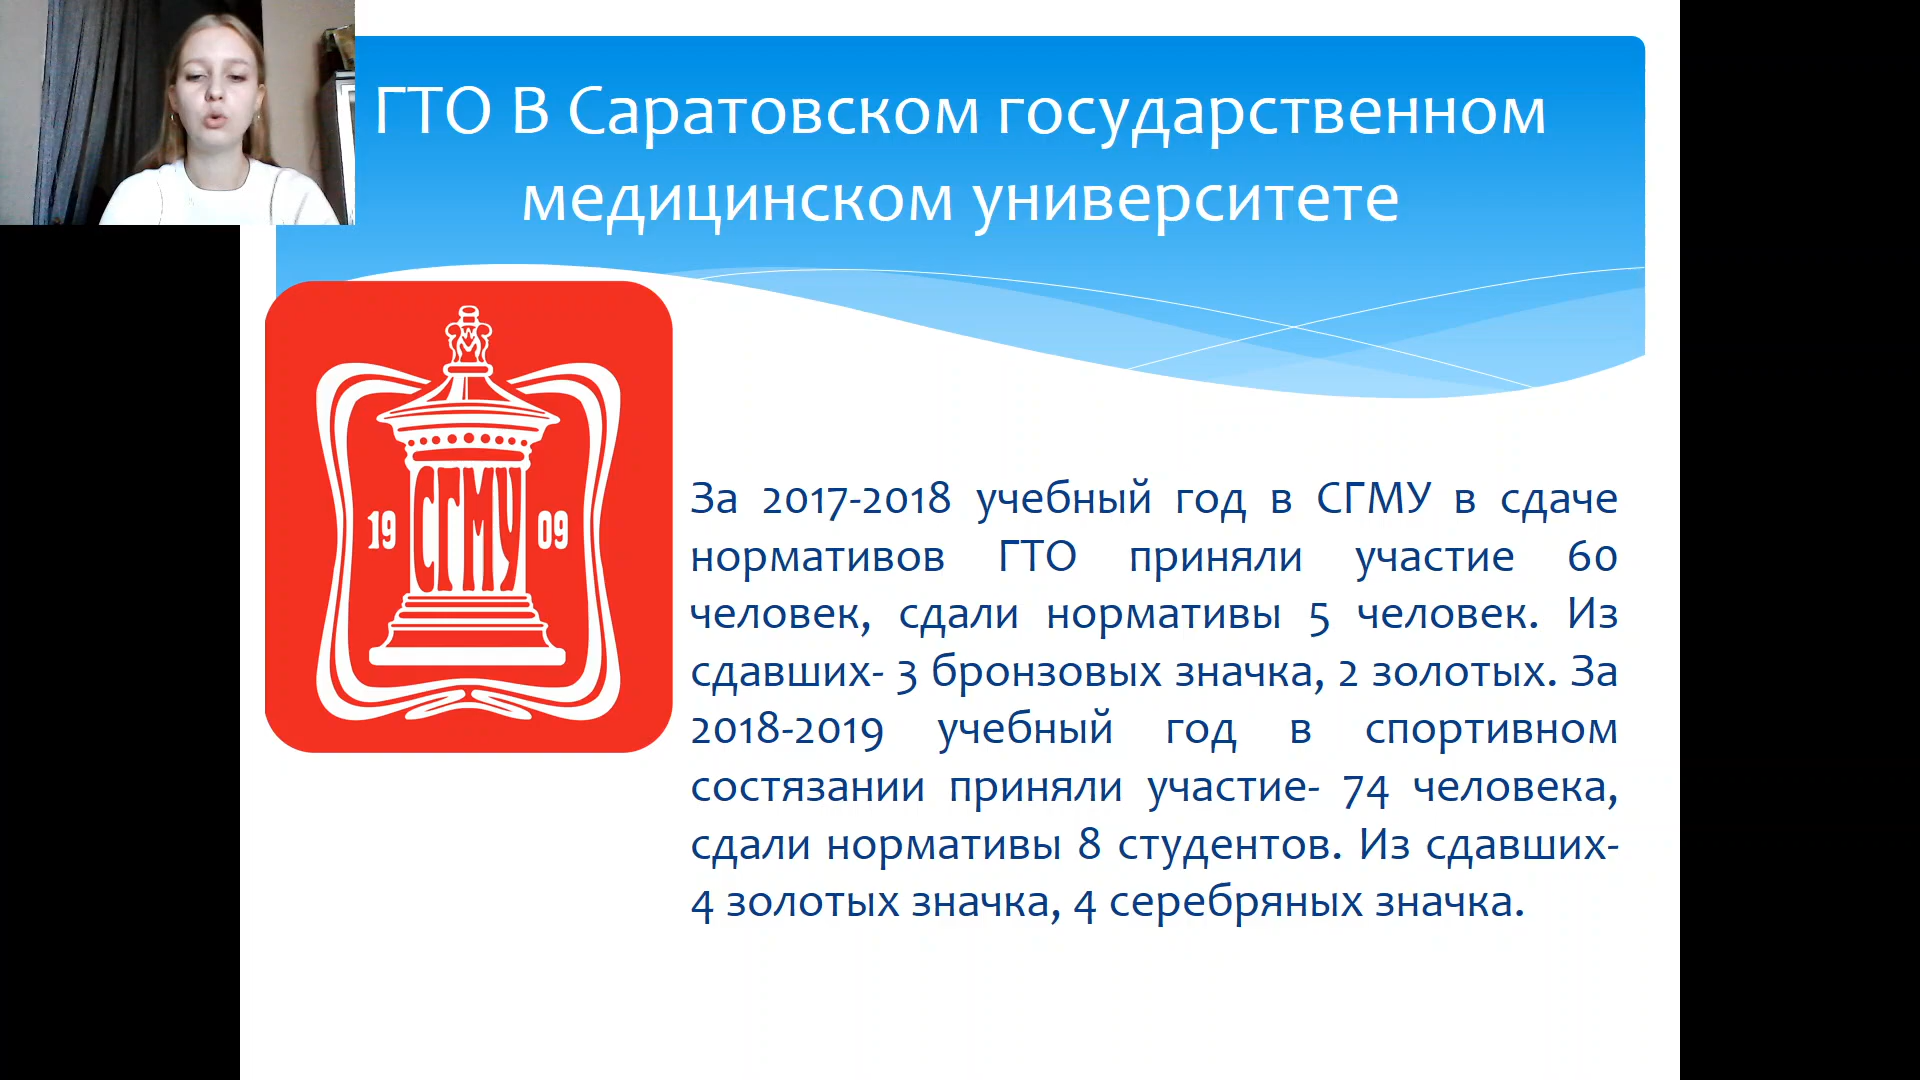 ГТО В Саратовском государственном
медицинском университете
19 СГМУ 09
За 2017-2018 учебный год в СГМУ в сдаче
нормативов ГТО приняли участие 60
человек, сдали нормативы 5 человек. Из
сдавших- 3 бронзовых значка, 2 золотых. За
2018-2019 учебный год в спортивном
состязании приняли участие- 74 человека,
сдали нормативы 8 студентов. Из сдавших-
4 золотых значка, 4 серебряных значка.